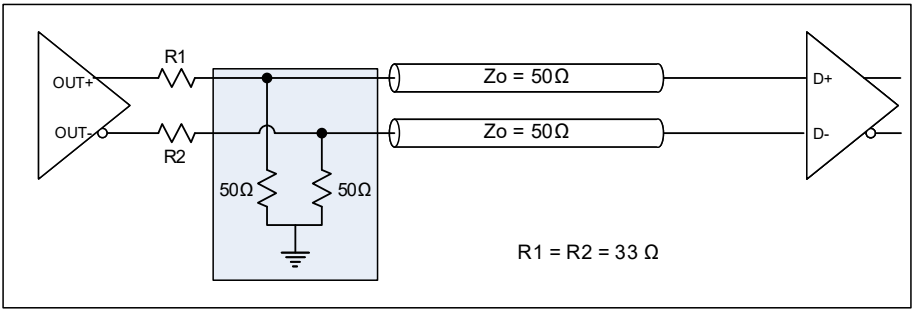 R1
OUT+
Zo = 50Ω
D+
OUT-
Zo = 50Ω
D-
R2
50Ω
50Ω
R1 = R2 = 33 Ω